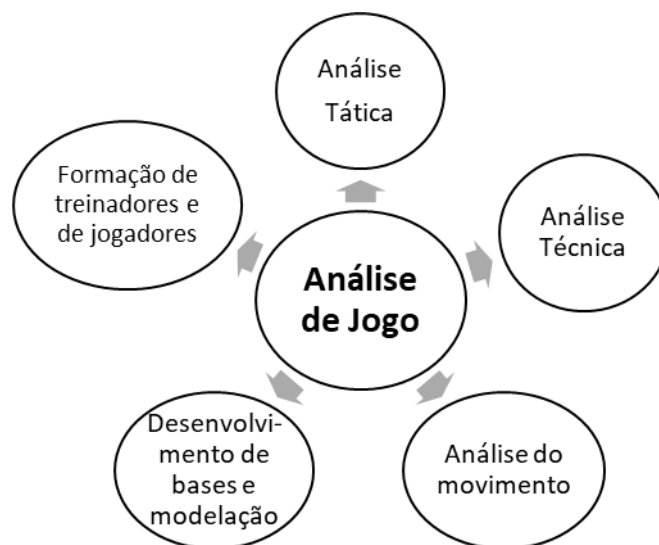 Análise
Tática
Formação de
treinadores e
de jogadores
Análise
Técnica
Análise
de Jogo
Desenvolvi-
mento de
bases e
modelação
Análise do
movimento